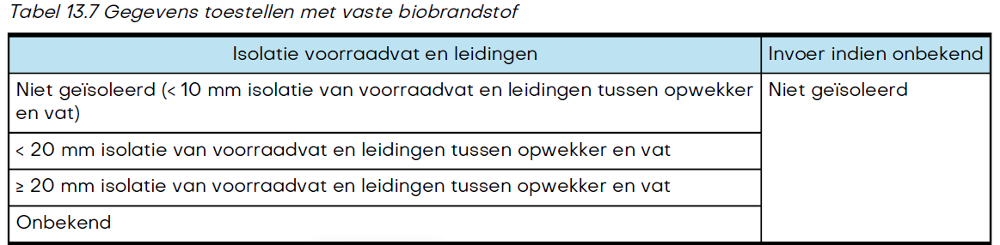 Tabel 13.7 Gegevens toestellen met vaste biobrandstof
Isolatie voorraadvat en leidingen
Invoer indien onbekend
Niet geïsoleerd (< 10 mm isolatie van voorraadvat en leidingen tussen opwekker
en vat)
Niet geïsoleerd
< 20 mm isolatie van voorraadvat en leidingen tussen opwekker en vat
≥ 20 mm isolatie van voorraadvat en leidingen tussen opwekker en vat
Onbekend